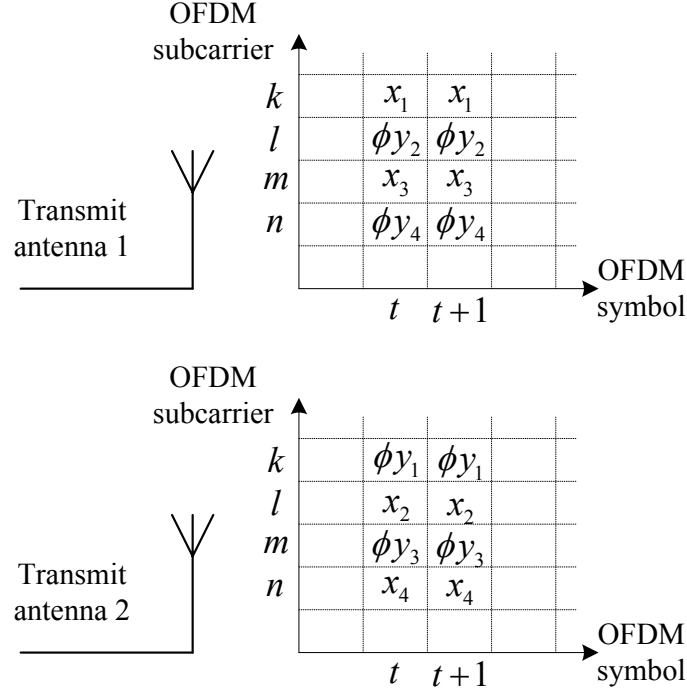 OFDM
subcarrier
k x₁ x₁
l ϕy₂ ϕy₂
m x₃ x₃
n ϕy₄ ϕy₄
Transmit
antenna 1
OFDM
symbol
t t+1
OFDM
subcarrier
k ϕy₁ ϕy₁
l x₂ x₂
m ϕy₃ ϕy₃
n x₄ x₄
Transmit
antenna 2
OFDM
symbol
t t+1